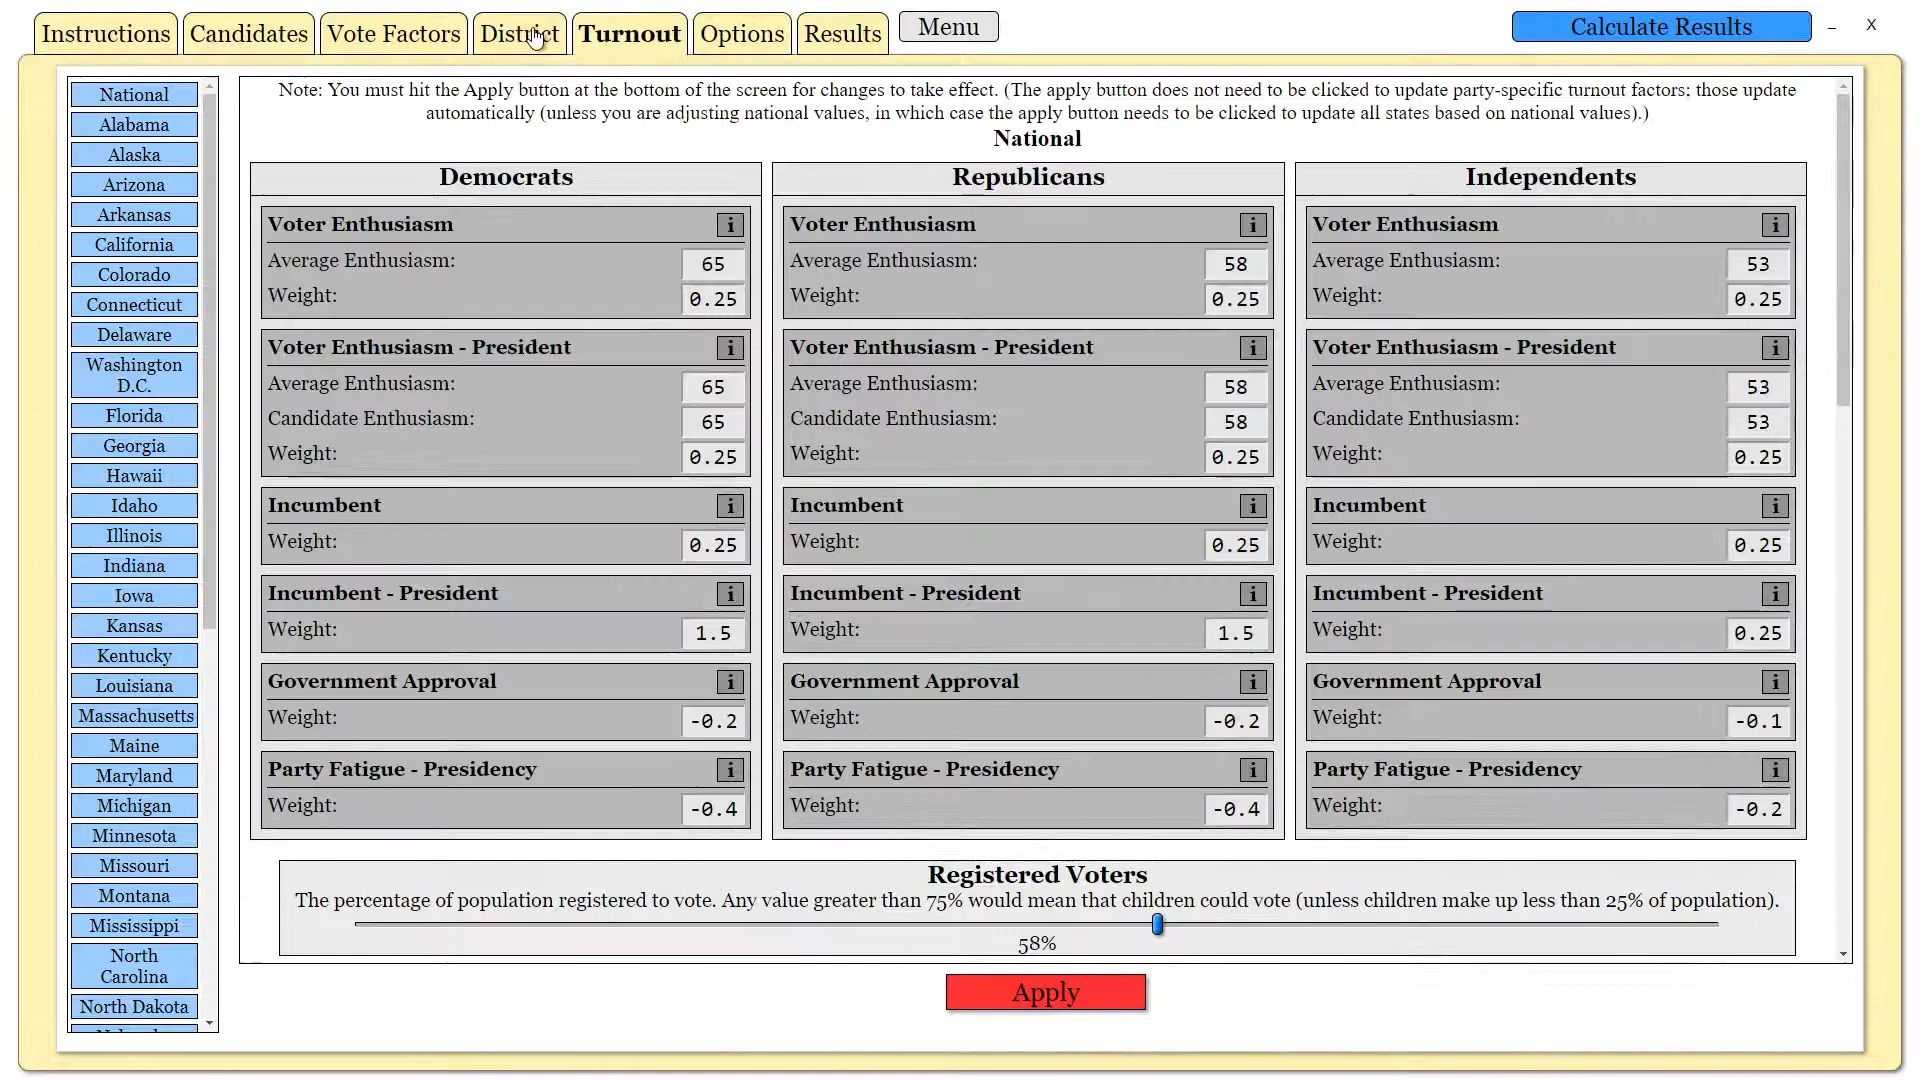 Instructions
Candidates
Vote Factors
District
Turnout
Options
Results
Menu
Calculate Results
X
National
Alabama
Alaska
Arizona
Arkansas
California
Colorado
Connecticut
Delaware
Washington
D.C.
Florida
Georgia
Hawaii
Idaho
Illinois
Indiana
Iowa
Kansas
Kentucky
Louisiana
Massachusetts
Maine
Maryland
Michigan
Minnesota
Missouri
Montana
Mississippi
North
Carolina
North Dakota
Note: You must hit the Apply button at the bottom of the screen for changes to take effect. (The apply button does not need to be clicked to update party-specific turnout factors; those update
automatically (unless you are adjusting national values, in which case the apply button needs to be clicked to update all states based on national values).)
National
Democrats
Voter Enthusiasm i
Average Enthusiasm: 65
Weight: 0.25
Voter Enthusiasm - President i
Average Enthusiasm: 65
Candidate Enthusiasm: 65
Weight: 0.25
Incumbent i
Weight: 0.25
Incumbent - President i
Weight: 1.5
Government Approval i
Weight: -0.2
Party Fatigue - Presidency i
Weight: -0.4
Republicans
Voter Enthusiasm i
Average Enthusiasm: 58
Weight: 0.25
Voter Enthusiasm - President i
Average Enthusiasm: 58
Candidate Enthusiasm: 58
Weight: 0.25
Incumbent i
Weight: 0.25
Incumbent - President i
Weight: 1.5
Government Approval i
Weight: -0.2
Party Fatigue - Presidency i
Weight: -0.4
Independents
Voter Enthusiasm i
Average Enthusiasm: 53
Weight: 0.25
Voter Enthusiasm - President i
Average Enthusiasm: 53
Candidate Enthusiasm: 53
Weight: 0.25
Incumbent i
Weight: 0.25
Incumbent - President i
Weight: 0.25
Government Approval i
Weight: -0.1
Party Fatigue - Presidency i
Weight: -0.2
Registered Voters
The percentage of population registered to vote. Any value greater than 75% would mean that children could vote (unless children make up less than 25% of population).
58%
Apply